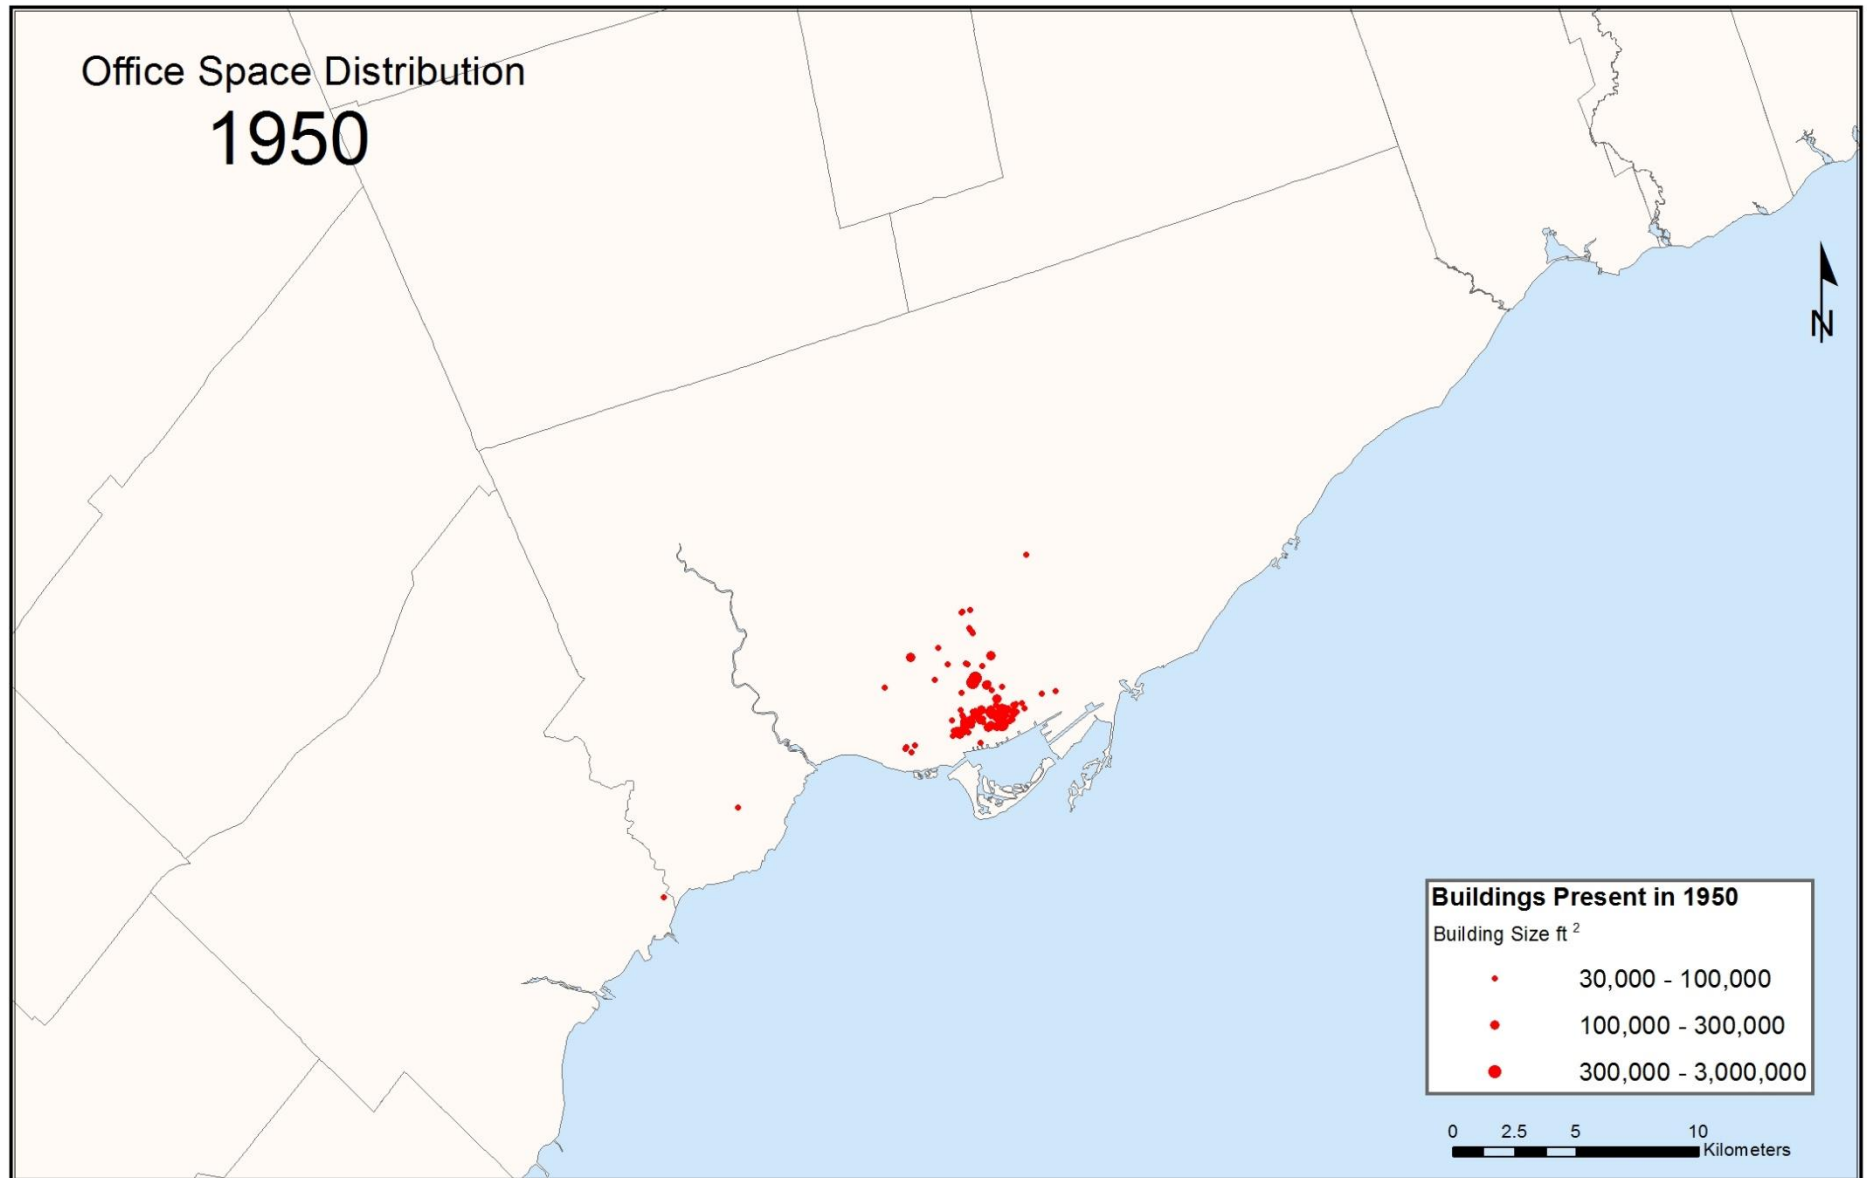 Office Space Distribution
1950
N
Buildings Present in 1950
Building Size ft ²
30,000 - 100,000
100,000 - 300,000
300,000 - 3,000,000
0 2.5 5 10
Kilometers